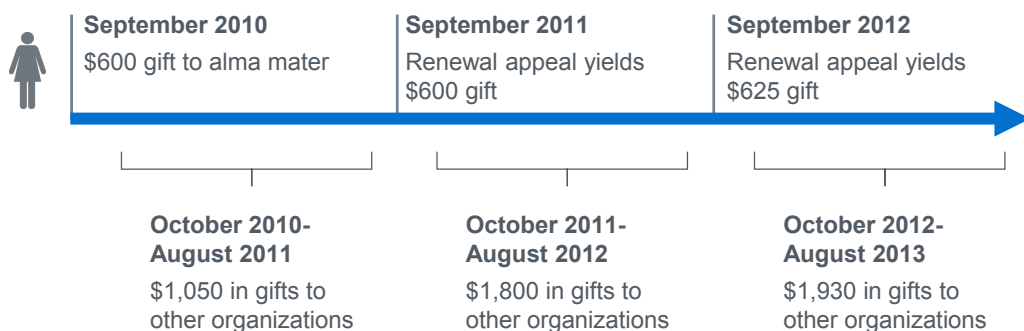 September 2010
$600 gift to alma mater
September 2011
Renewal appeal yields
$600 gift
September 2012
Renewal appeal yields
$625 gift
October 2010-
August 2011
$1,050 in gifts to
other organizations
October 2011-
August 2012
$1,800 in gifts to
other organizations
October 2012-
August 2013
$1,930 in gifts to
other organizations